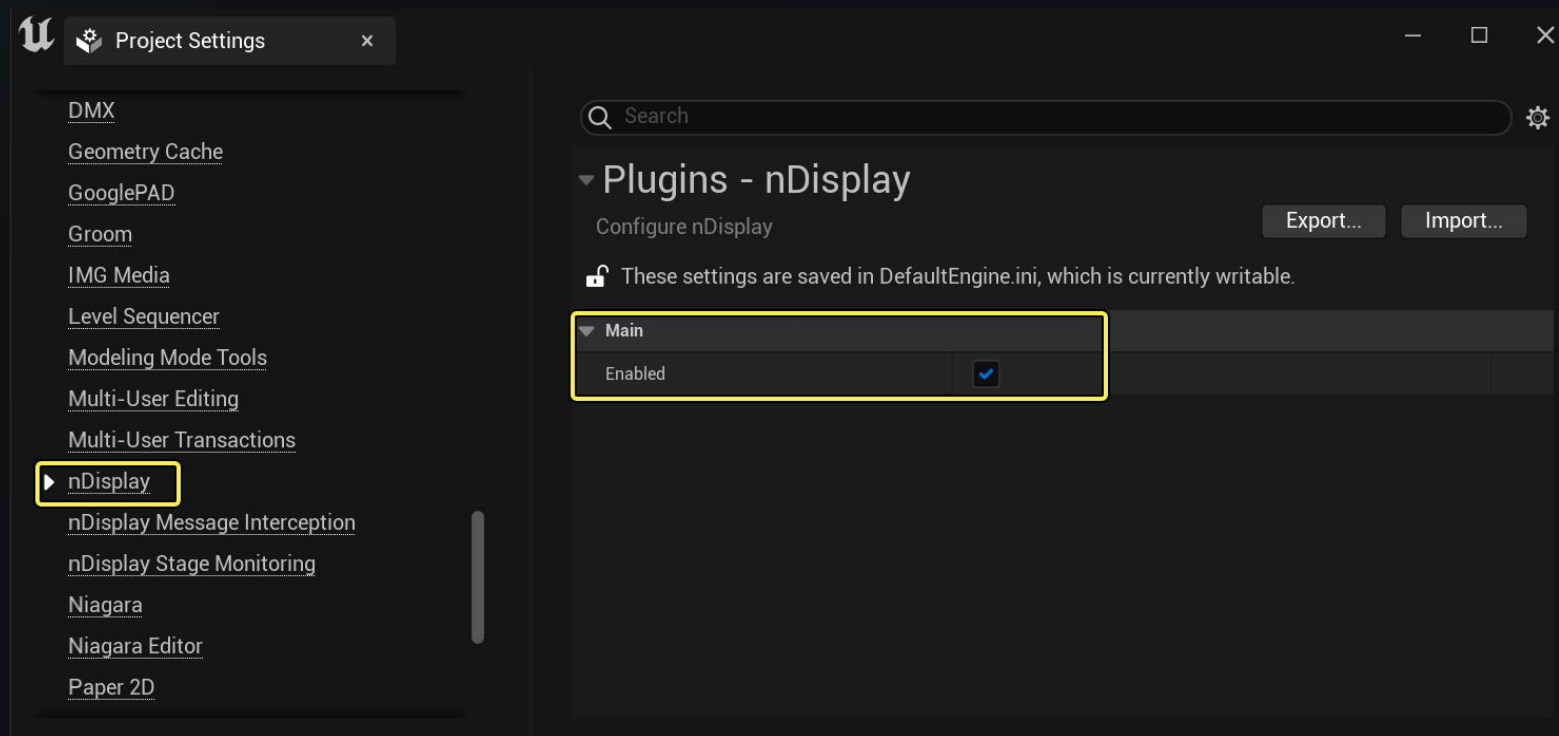 Project Settings
DMX
Geometry Cache
GooglePAD
Groom
IMG Media
Level Sequencer
Modeling Mode Tools
Multi-User Editing
Multi-User Transactions
nDisplay
nDisplay Message Interception
nDisplay Stage Monitoring
Niagara
Niagara Editor
Paper 2D
Search
Plugins - nDisplay
Configure nDisplay
Export...
Import...
These settings are saved in DefaultEngine.ini, which is currently writable.
Main
Enabled